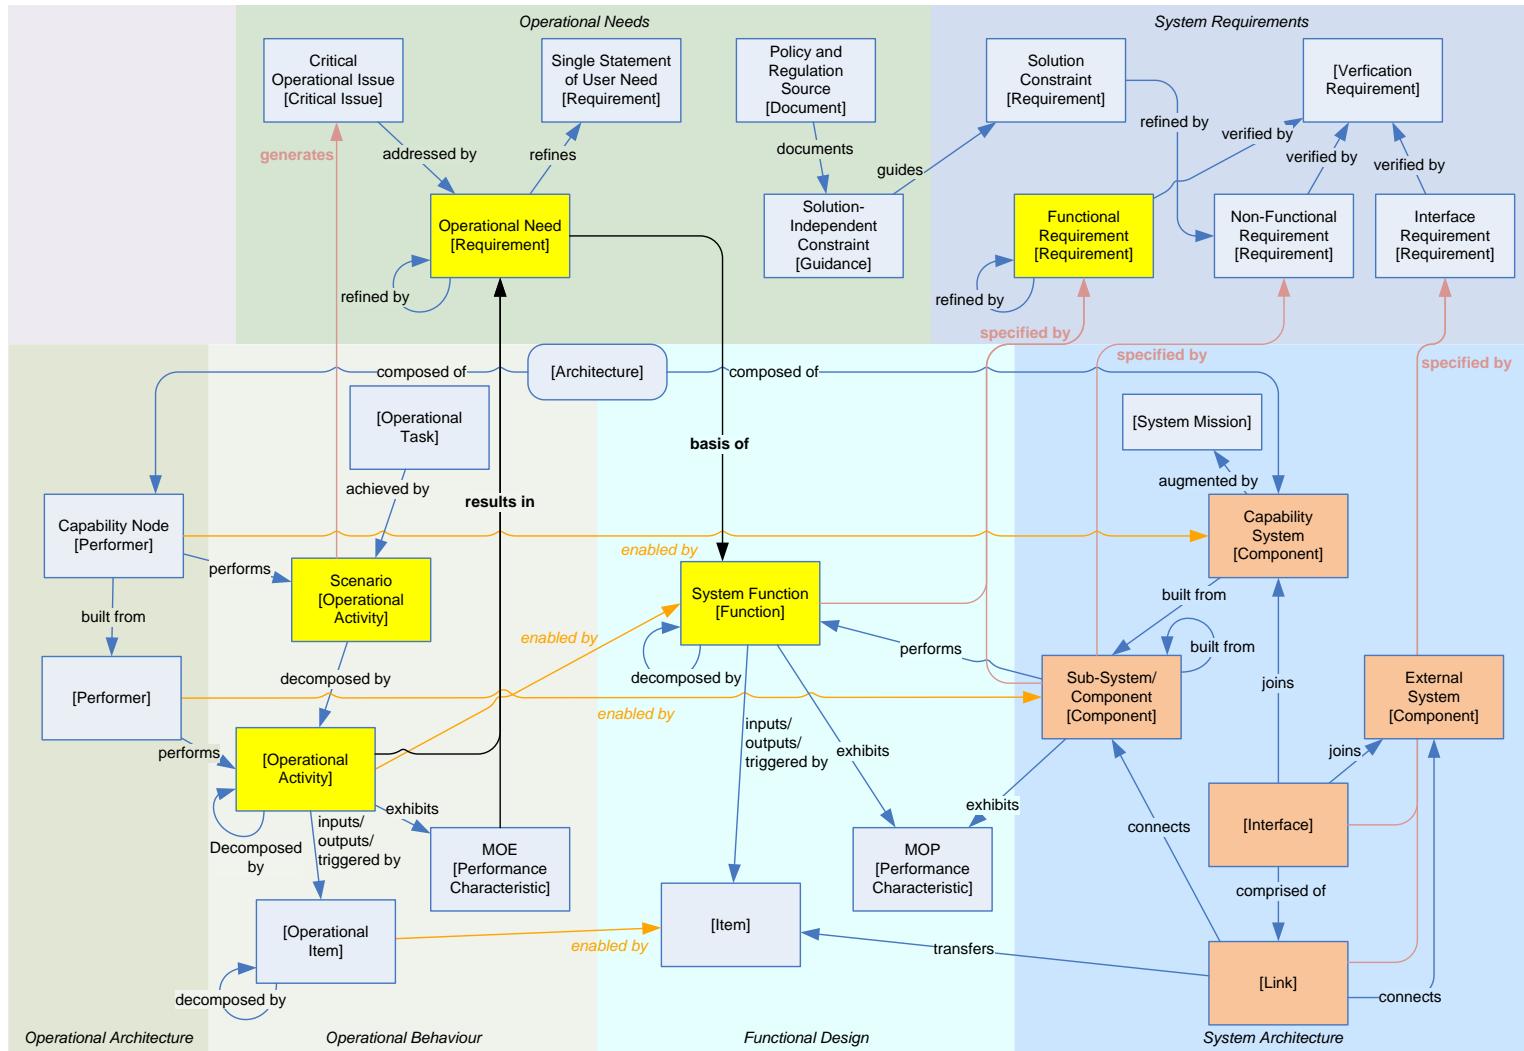 Operational Needs
System Requirements
Critical
Operational Issue
[Critical Issue]
Single Statement
of User Need
[Requirement]
Policy and
Regulation
Source
[Document]
Solution
Constraint
[Requirement]
[Verfication
Requirement]
generates
addressed by
refines
documents
guides
refined by
verified by
verified by
verified by
Operational Need
[Requirement]
Solution-
Independent
Constraint
[Guidance]
Functional
Requirement
[Requirement]
Non-Functional
Requirement
[Requirement]
Interface
Requirement
[Requirement]
refined by
refined by
specified by
specified by
specified by
composed of
[Architecture]
composed of
[Operational
Task]
[System Mission]
basis of
achieved by
results in
augmented by
Capability Node
[Performer]
Capability
System
[Component]
enabled by
performs
Scenario
[Operational
Activity]
System Function
[Function]
built from
built from
enabled by
performs
built from
[Performer]
decomposed by
decomposed by
Sub-System/
Component
[Component]
External
System
[Component]
joins
enabled by
inputs/
outputs/
triggered by
exhibits
performs
[Operational
Activity]
joins
exhibits
exhibits
inputs/
outputs/
triggered by
Decomposed
by
MOE
[Performance
Characteristic]
MOP
[Performance
Characteristic]
connects
[Interface]
comprised of
[Operational
Item]
enabled by
[Item]
transfers
decomposed by
[Link]
connects
Operational Architecture
Operational Behaviour
Functional Design
System Architecture